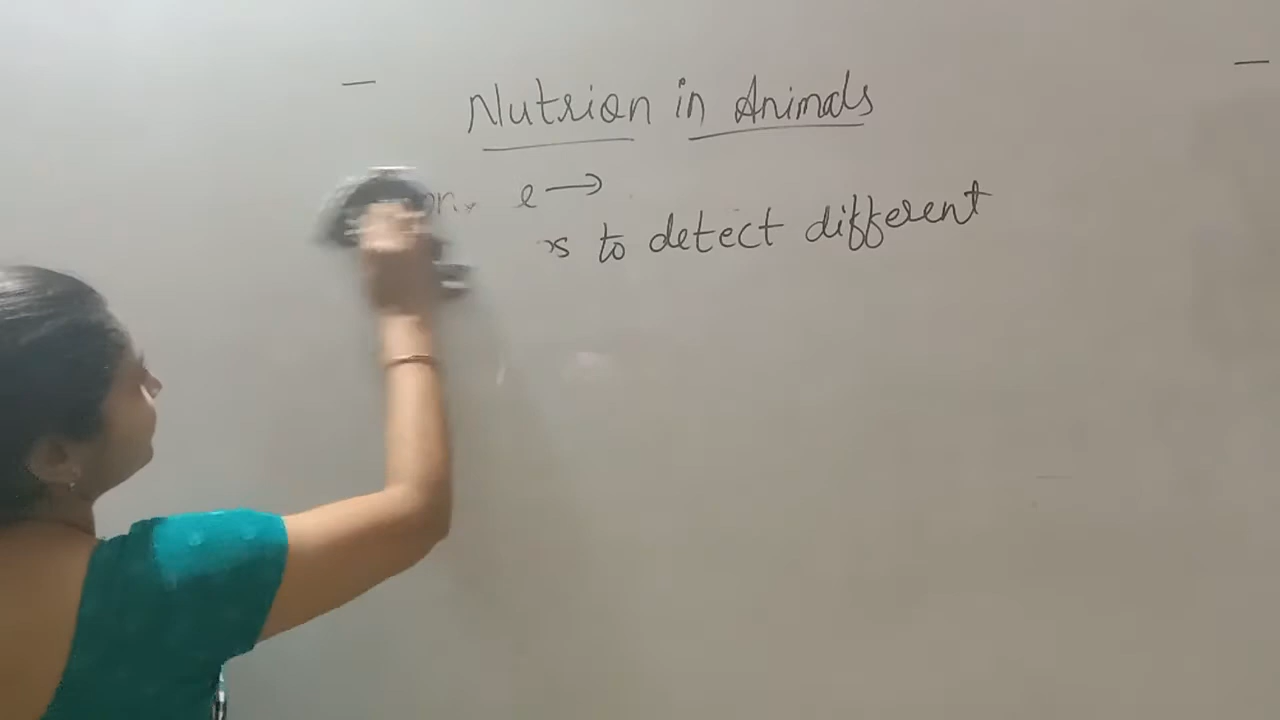 Nutrion in Animals
e →
to detect different